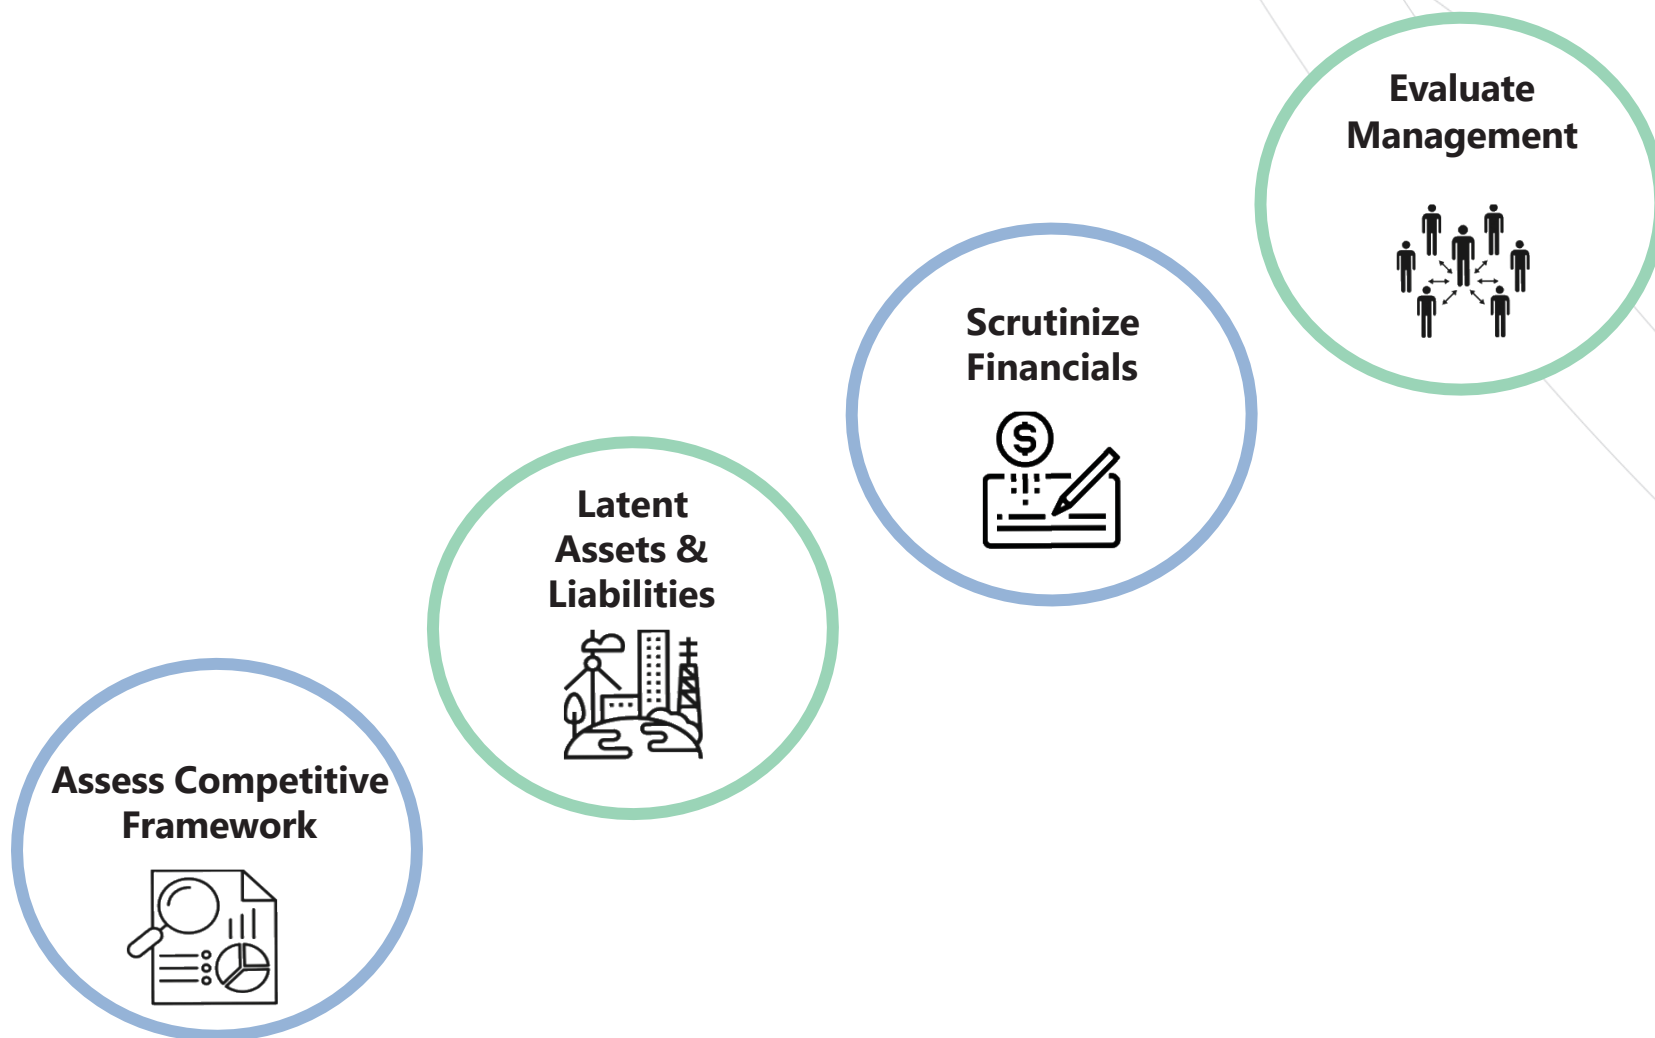 Evaluate
Management
Scrutinize
Financials
$
Latent
Assets &
Liabilities
Assess Competitive
Framework